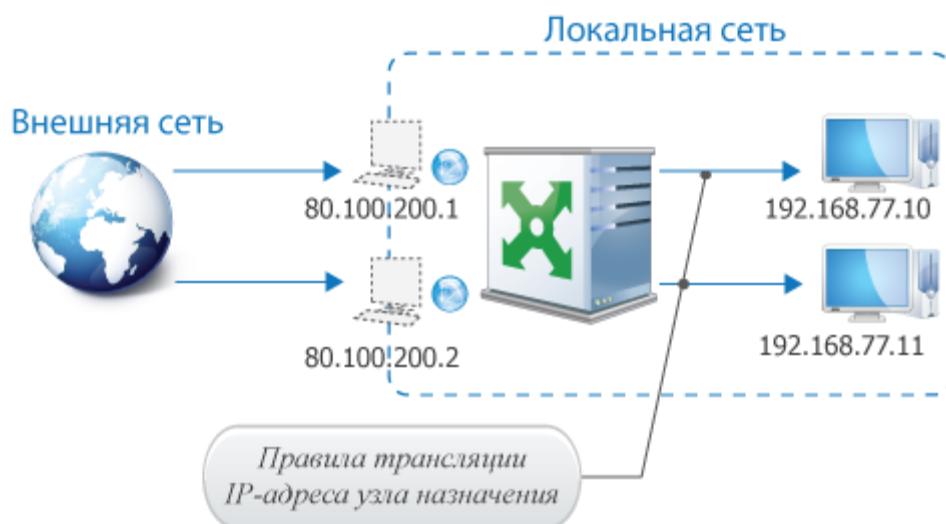 Локальная сеть
Внешняя сеть
80.100.200.1
192.168.77.10
80.100.200.2
192.168.77.11
Правила трансляции
IP-адреса узла назначения